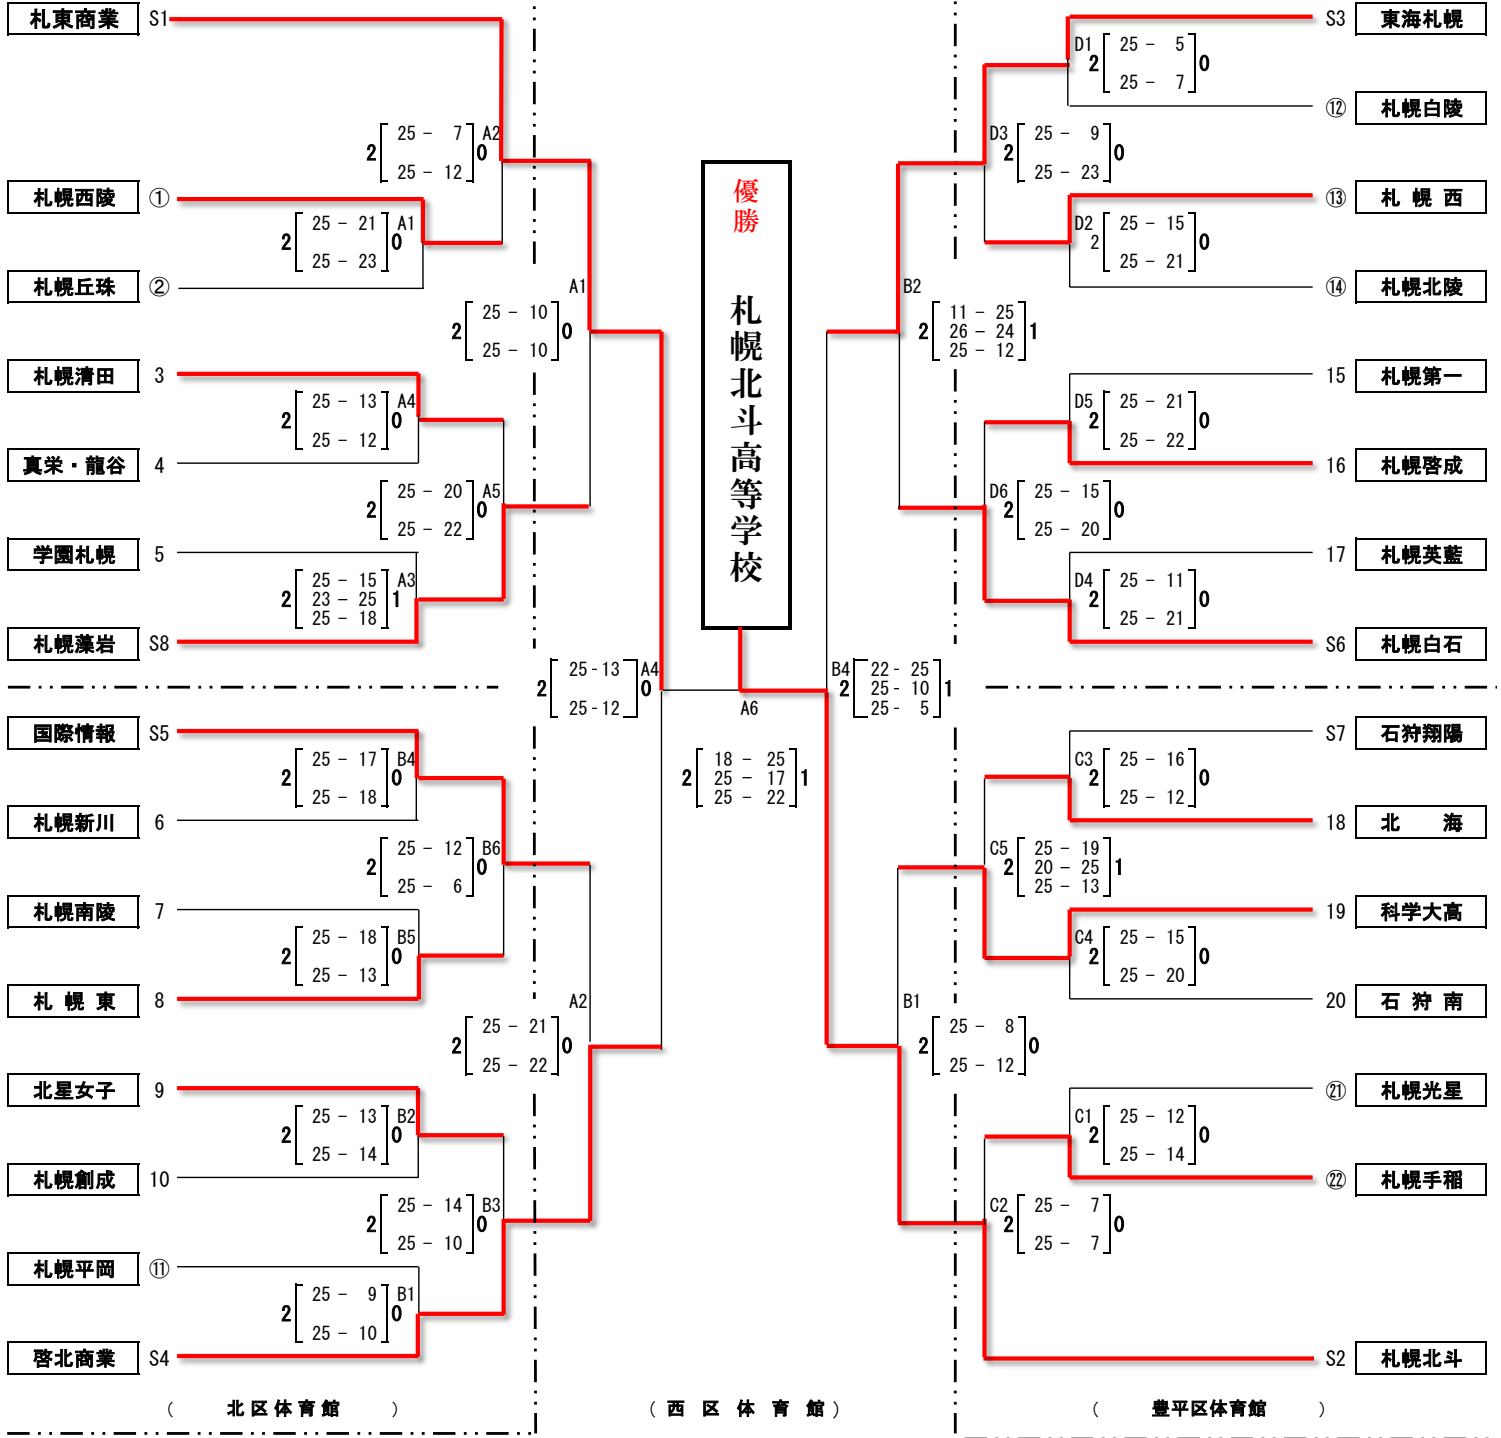 札東商業 S1
25 − 7 A2
2 0
25 − 12
札幌西陵 ①
25 − 21 A1
2 0
25 − 23
札幌丘珠 ②
A1
25 − 10
2 0
25 − 10
札幌清田 3
25 − 13 A4
2 0
25 − 12
真栄・龍谷 4
25 − 20 A5
2 0
25 − 22
学園札幌 5
25 − 15 A3
2 23 − 25 1
25 − 18
札幌藻岩 S8
25 - 13 A4
2 0
25 - 12
国際情報 S5
25 − 17 B4
2 0
25 − 18
札幌新川 6
25 − 12 B6
2 0
25 − 6
札幌南陵 7
25 − 18 B5
2 0
25 − 13
札幌東 8
A2
25 − 21
2 0
25 − 22
北星女子 9
25 − 13 B2
2 0
25 − 14
札幌創成 10
25 − 14 B3
2 0
25 − 10
札幌平岡 ⑪
25 − 9 B1
2 0
25 − 10
啓北商業 S4
( 北区体育館 )
優勝
札幌北斗高等学校
A6
18 − 25
2 25 − 17 1
25 − 22
( 西区体育館 )
S3 東海札幌
D1 25 − 5
2 0
25 − 7
⑫ 札幌白陵
D3 25 − 9
2 0
25 − 23
⑬ 札幌西
D2 25 − 15
2 0
25 − 21
⑭ 札幌北陵
B2
11 − 25
2 26 − 24 1
25 − 12
15 札幌第一
D5 25 − 21
2 0
25 − 22
16 札幌啓成
D6 25 − 15
2 0
25 − 20
17 札幌英藍
D4 25 − 11
2 0
25 − 21
S6 札幌白石
B4 22 - 25
2 25 - 10 1
25 - 5
S7 石狩翔陽
C3 25 − 16
2 0
25 − 12
18 北海
C5 25 − 19
2 20 − 25 1
25 − 13
19 科学大高
C4 25 − 15
2 0
25 − 20
20 石狩南
B1
25 − 8
2 0
25 − 12
㉑ 札幌光星
C1 25 − 12
2 0
25 − 14
㉒ 札幌手稲
C2 25 − 7
2 0
25 − 7
S2 札幌北斗
( 豊平区体育館 )